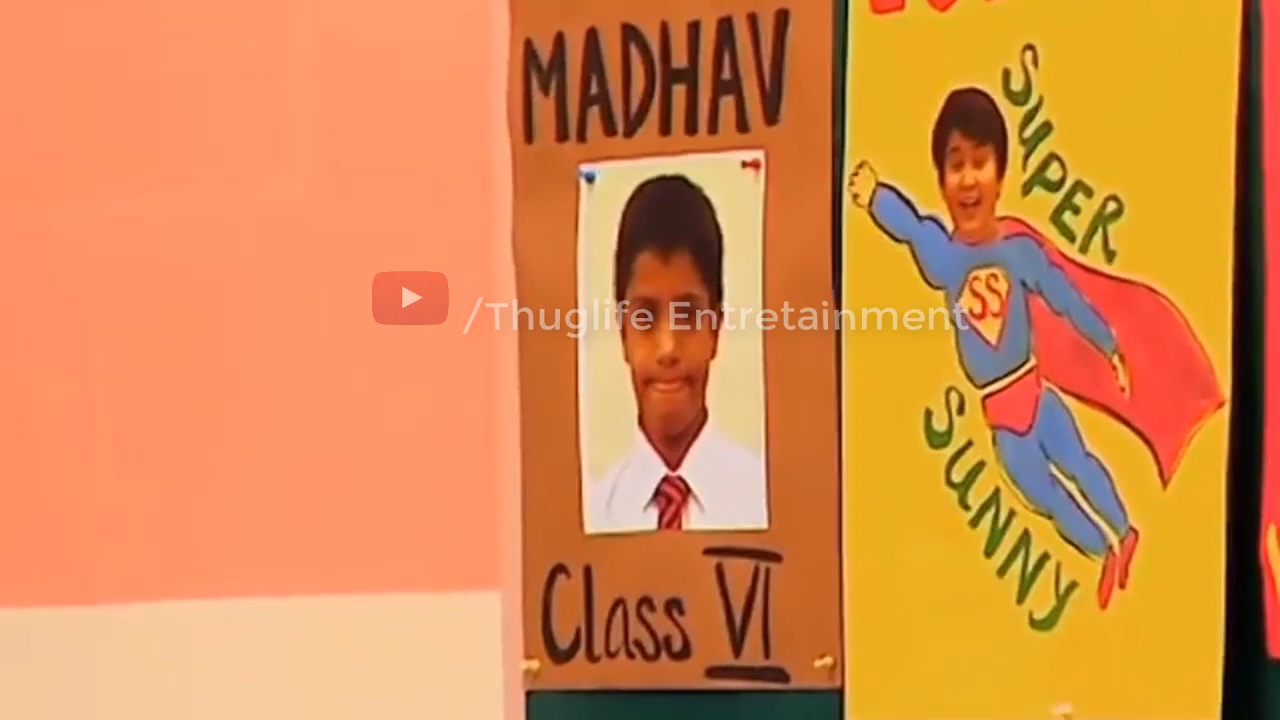 MADHAV
Class VI
SUPER
SS
SUNNY
/Thuglife Entretainment